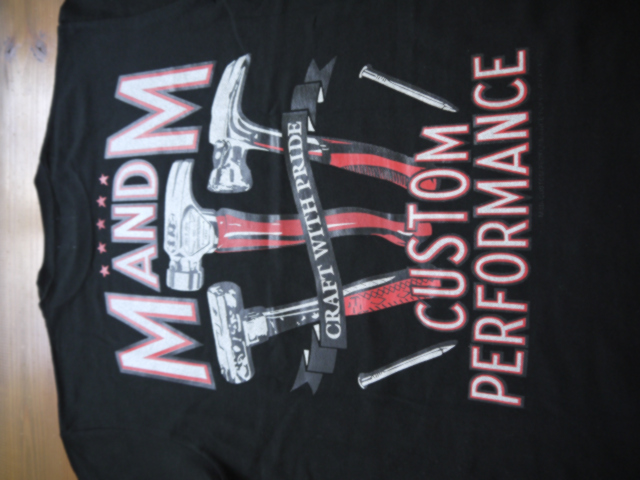 MANDM
CRAFT WITH PRIDE
CUSTOM
PERFORMANCE